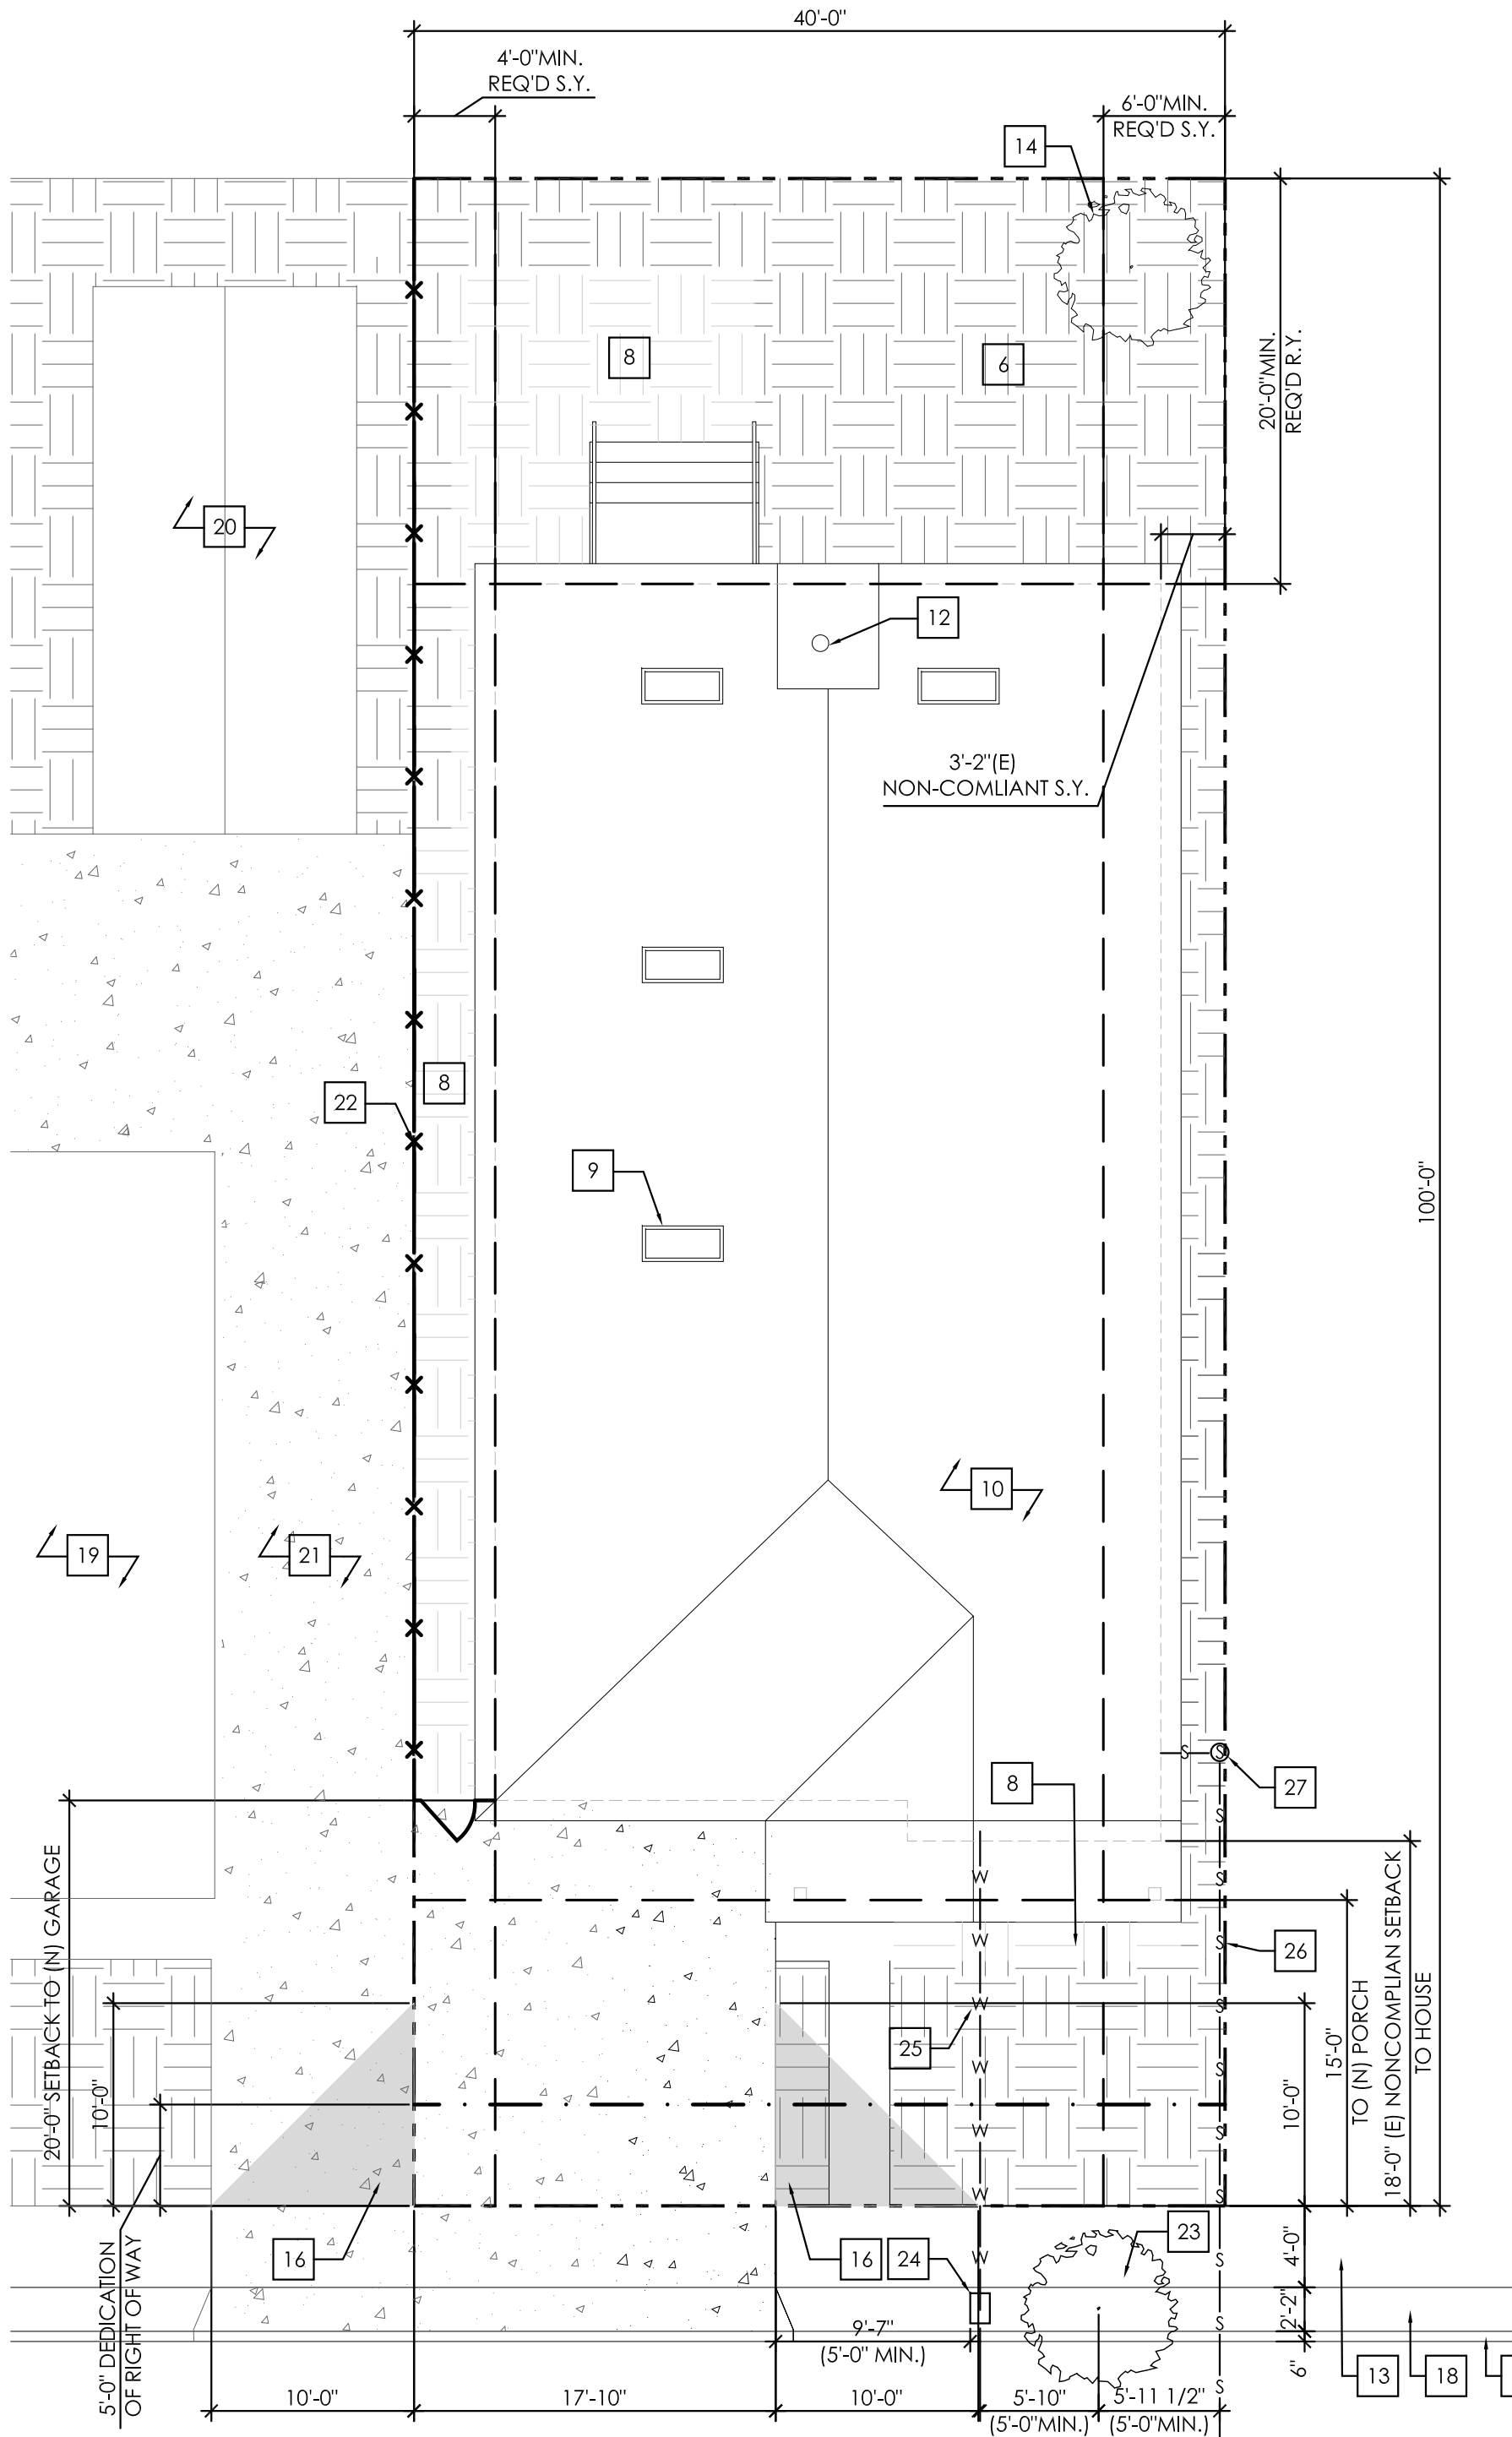 40'-0"
4'-0"MIN.
REQ'D S.Y.
6'-0"MIN.
REQ'D S.Y.
14
8
6
20'-0"MIN.
REQ'D R.Y.
20
12
3'-2"(E)
NON-COMLIANT S.Y.
8
22
9
100'-0"
10
19
21
8
S
S
27
S
W
S
20'-0" SETBACK TO (N) GARAGE
W
S
26
15'-0"
TO (N) PORCH
18'-0" (E) NONCOMPLIAN SETBACK
TO HOUSE
10'-0"
W
S
25
W
S
10'-0"
W
S
W
S
5'-0" DEDICATION
OF RIGHT OF WAY
16
16
24
W
23
S
4'-0"
2'-2"
6"
S
9'-7"
(5'-0" MIN.)
13
18
S
10'-0"
17'-10"
10'-0"
5'-10"
(5'-0"MIN.)
5'-11 1/2"
(5'-0"MIN.)